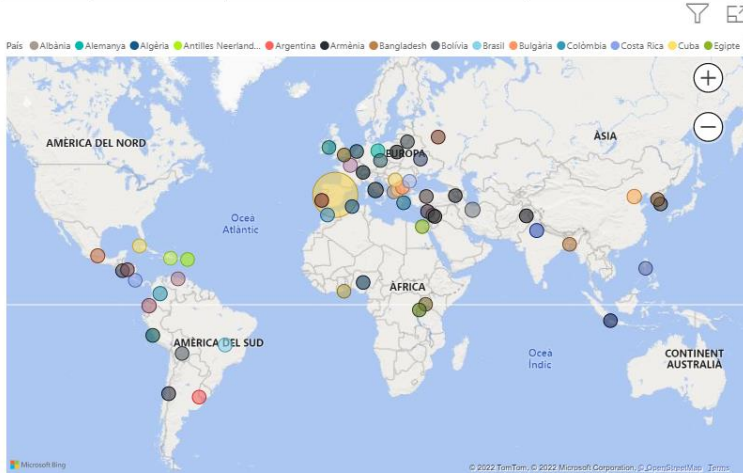 País Albània Alemanya Algèria Antilles Neerland... Argentina Armènia Bangladesh Bolívia Brasil Bulgària Colòmbia Costa Rica Cuba Egipte
ÀSIA
AMÈRICA DEL NORD
EUROPA
Oceà
Atlàntic
ÀFRICA
AMÈRICA DEL SUD
Oceà
Índic
CONTINENT
AUSTRALIÀ
Microsoft Bing
© 2022 TomTom, © 2022 Microsoft Corporation, © OpenStreetMap Terms